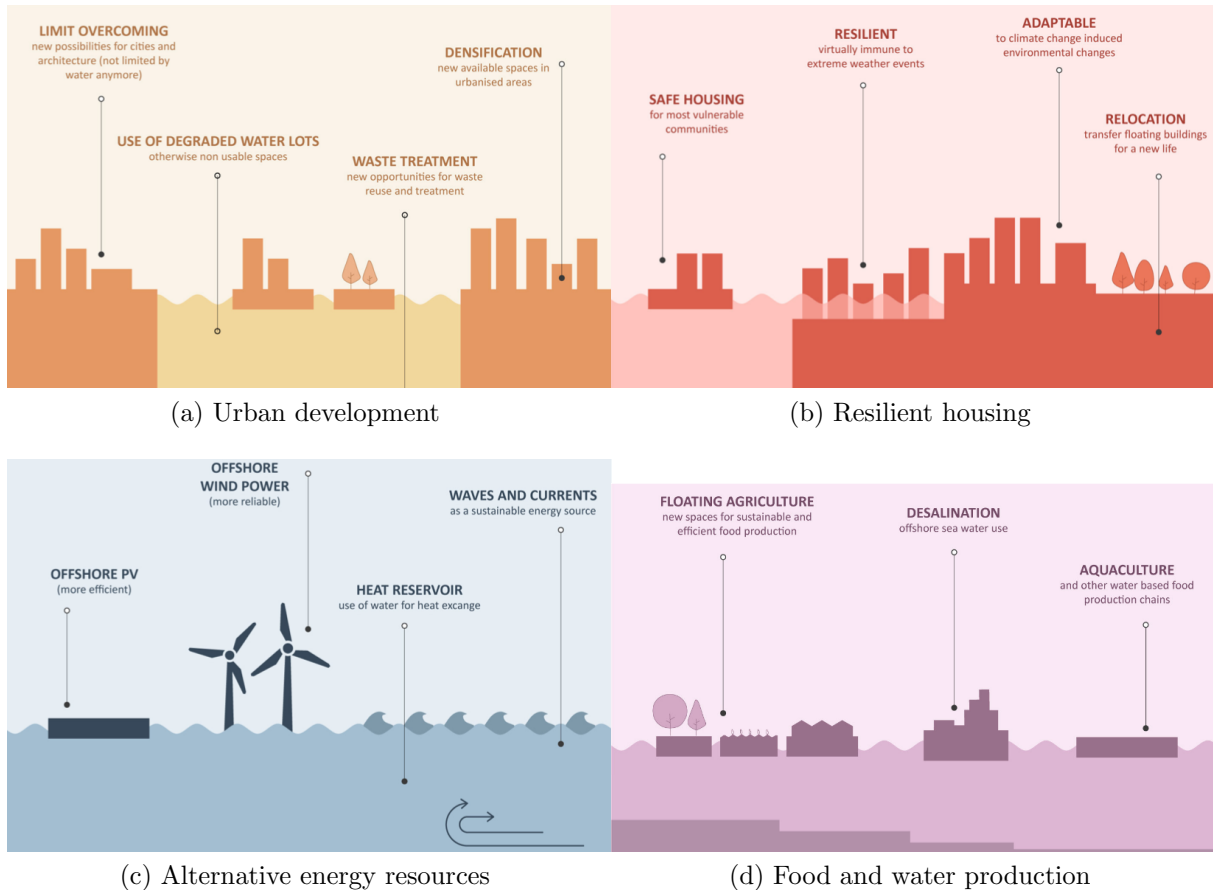 LIMIT OVERCOMING
new possibilities for cities and
architecture (not limited by
water anymore)
DENSIFICATION
new available spaces in
urbanised areas
USE OF DEGRADED WATER LOTS
otherwise non usable spaces
WASTE TREATMENT
new opportunities for waste
reuse and treatment
(a) Urban development
ADAPTABLE
to climate change induced
environmental changes
RESILIENT
virtually immune to
extreme weather events
SAFE HOUSING
for most vulnerable
communities
RELOCATION
transfer floating buildings
for a new life
(b) Resilient housing
OFFSHORE
WIND POWER
(more reliable)
WAVES AND CURRENTS
as a sustainable energy source
OFFSHORE PV
(more efficient)
HEAT RESERVOIR
use of water for heat excange
(c) Alternative energy resources
FLOATING AGRICULTURE
new spaces for sustainable and
efficient food production
DESALINATION
offshore sea water use
AQUACULTURE
and other water based food
production chains
(d) Food and water production